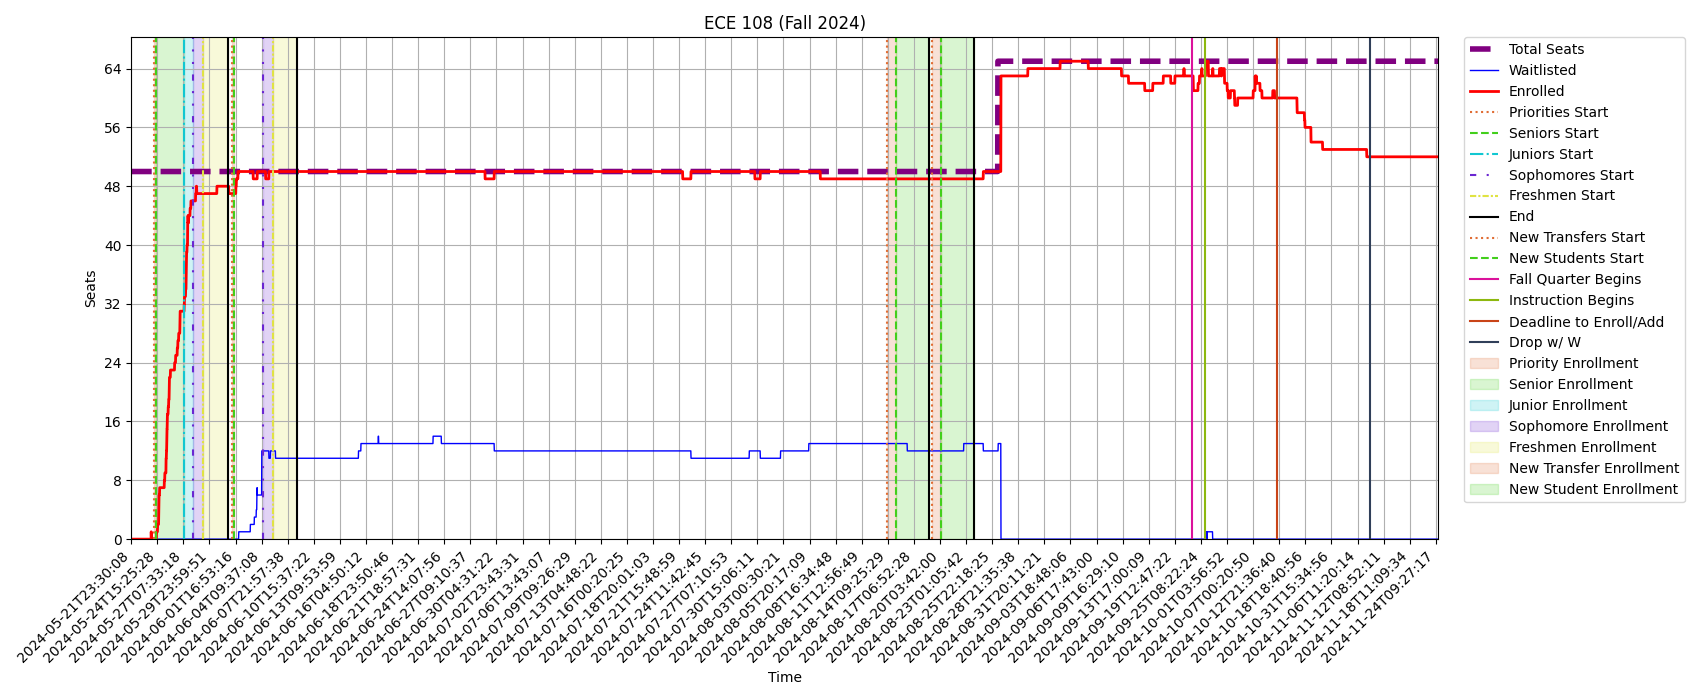 ECE 108 (Fall 2024)
Seats
64
56
48
40
32
24
16
8
0
2024-05-21T23:30:08
2024-05-24T15:25:28
2024-05-27T07:33:18
2024-05-29T23:59:51
2024-06-01T16:53:16
2024-06-04T09:37:08
2024-06-07T21:57:38
2024-06-10T15:37:22
2024-06-13T09:53:59
2024-06-16T04:50:12
2024-06-18T23:50:46
2024-06-21T18:57:31
2024-06-24T14:07:56
2024-06-27T09:10:37
2024-06-30T04:31:22
2024-07-02T23:43:31
2024-07-06T13:43:07
2024-07-09T09:26:29
2024-07-13T04:48:22
2024-07-16T00:20:25
2024-07-18T20:01:03
2024-07-21T15:48:59
2024-07-24T11:42:45
2024-07-27T07:10:53
2024-07-30T15:06:11
2024-08-03T00:30:21
2024-08-05T20:17:09
2024-08-08T16:34:48
2024-08-11T12:56:49
2024-08-14T09:25:29
2024-08-17T06:52:28
2024-08-20T03:42:00
2024-08-23T01:05:42
2024-08-25T22:18:25
2024-08-28T21:35:38
2024-08-31T20:11:21
2024-09-03T18:48:06
2024-09-06T17:43:00
2024-09-09T16:29:10
2024-09-13T17:00:09
2024-09-19T12:47:22
2024-09-25T08:22:24
2024-10-01T03:56:52
2024-10-07T00:20:50
2024-10-12T21:36:40
2024-10-18T18:40:56
2024-10-31T15:34:56
2024-11-06T11:20:14
2024-11-12T08:52:11
2024-11-18T11:09:34
2024-11-24T09:27:17
Time
Total Seats
Waitlisted
Enrolled
Priorities Start
Seniors Start
Juniors Start
Sophomores Start
Freshmen Start
End
New Transfers Start
New Students Start
Fall Quarter Begins
Instruction Begins
Deadline to Enroll/Add
Drop w/ W
Priority Enrollment
Senior Enrollment
Junior Enrollment
Sophomore Enrollment
Freshmen Enrollment
New Transfer Enrollment
New Student Enrollment